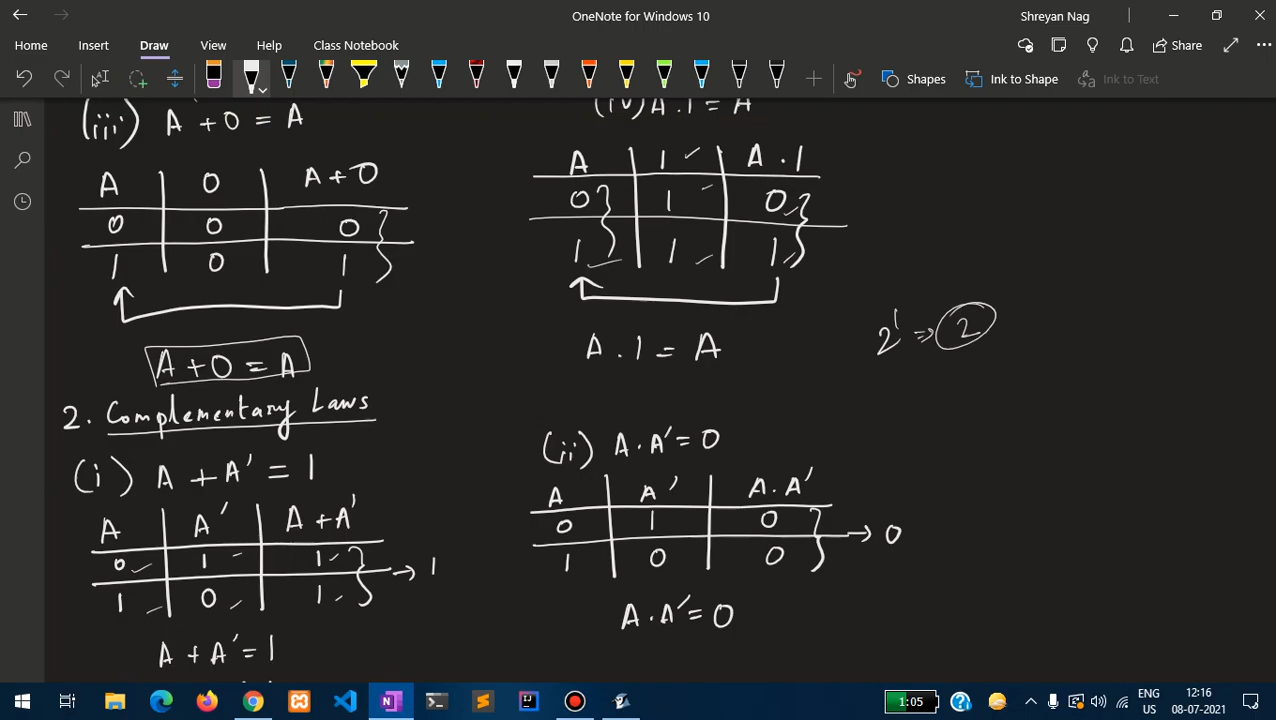 OneNote for Windows 10
Shreyan Nag
Home Insert Draw View Help Class Notebook
Share
Shapes Ink to Shape Ink to Text
(iii) A + 0 = A
A 0 A + 0
0 0 0
1 0 1
A + 0 = A
(iv) A . 1 = A
A 1 A . 1
0 1 0
1 1 1
A . 1 = A
2¹ => 2
2. Complementary Laws
(i) A + A' = 1
A A' A + A'
0 1 1
1 0 1
→ 1
A + A' = 1
(ii) A . A' = 0
A A' A . A'
0 1 0
1 0 0
→ 0
A . A' = 0
1:05
ENG
US
12:16
08-07-2021